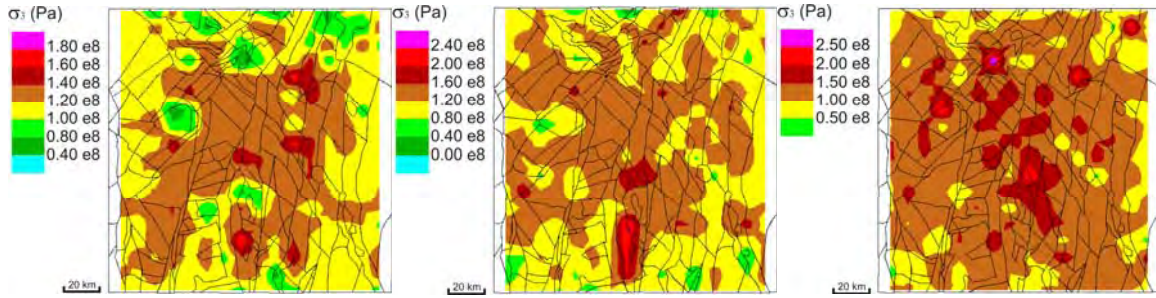 σ₃ (Pa)
1.80 e8
1.60 e8
1.40 e8
1.20 e8
1.00 e8
0.80 e8
0.60 e8
0.40 e8
20 km
σ₃ (Pa)
2.40 e8
2.00 e8
1.60 e8
1.20 e8
0.80 e8
0.40 e8
0.00 e8
20 km
σ₃ (Pa)
2.50 e8
2.00 e8
1.50 e8
1.00 e8
0.50 e8
20 km